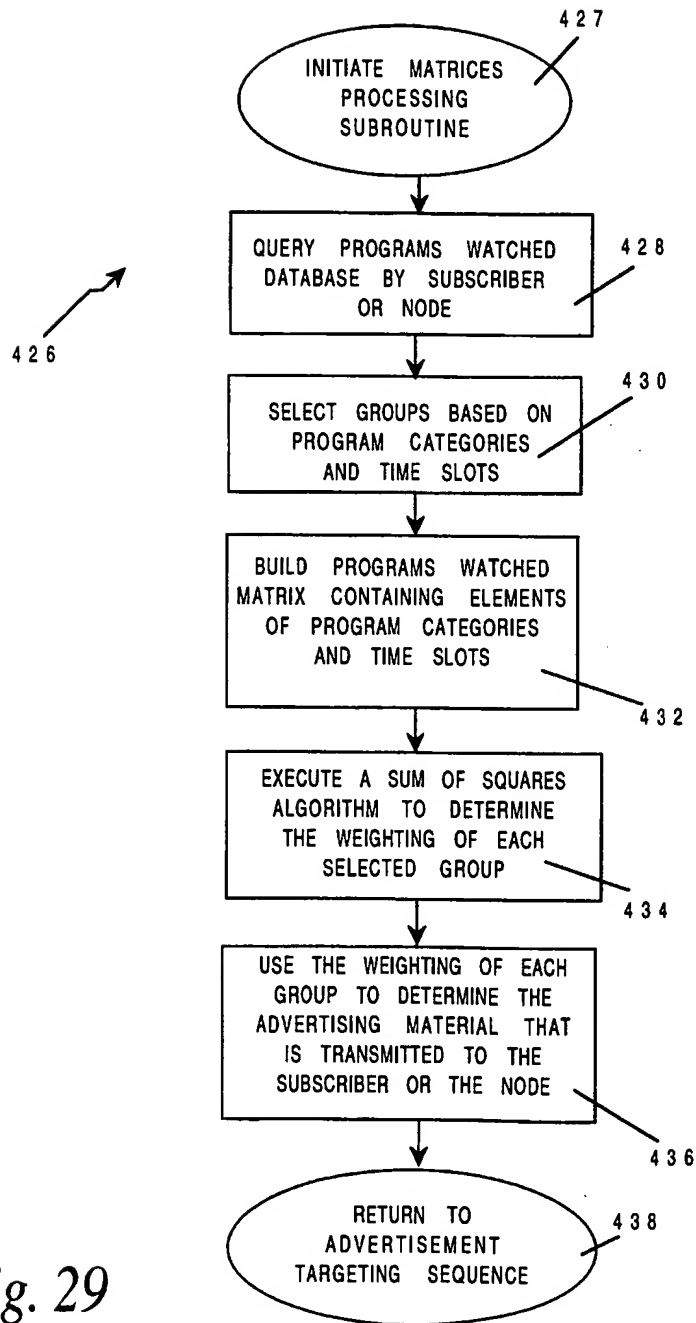 427
INITIATE MATRICES
PROCESSING
SUBROUTINE
QUERY PROGRAMS WATCHED
DATABASE BY SUBSCRIBER
OR NODE
428
426
430
SELECT GROUPS BASED ON
PROGRAM CATEGORIES
AND TIME SLOTS
BUILD PROGRAMS WATCHED
MATRIX CONTAINING ELEMENTS
OF PROGRAM CATEGORIES
AND TIME SLOTS
432
EXECUTE A SUM OF SQUARES
ALGORITHM TO DETERMINE
THE WEIGHTING OF EACH
SELECTED GROUP
434
USE THE WEIGHTING OF EACH
GROUP TO DETERMINE THE
ADVERTISING MATERIAL THAT
IS TRANSMITTED TO THE
SUBSCRIBER OR THE NODE
436
RETURN TO
ADVERTISEMENT
TARGETING SEQUENCE
438
g. 29